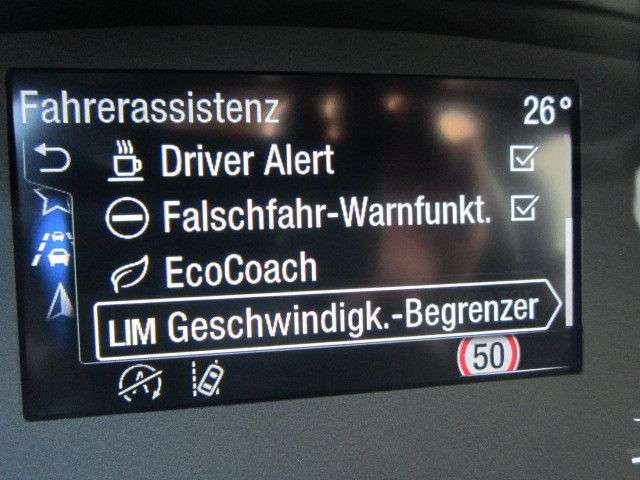 Fahrerassistenz 26°
Driver Alert
Falschfahr-Warnfunkt.
EcoCoach
LIM Geschwindigk.-Begrenzer
50